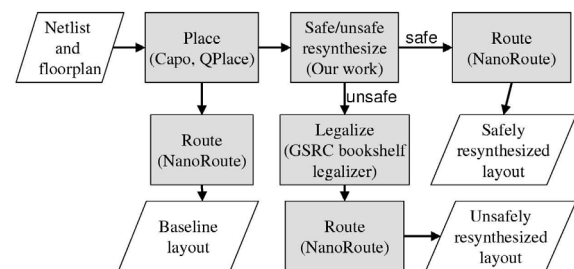 Netlist
and
floorplan
Place
(Capo, QPlace)
Safe/unsafe
resynthesize
(Our work)
safe
Route
(NanoRoute)
unsafe
Route
(NanoRoute)
Legalize
(GSRC bookshelf
legalizer)
Safely
resynthesized
layout
Baseline
layout
Route
(NanoRoute)
Unsafely
resynthesized
layout